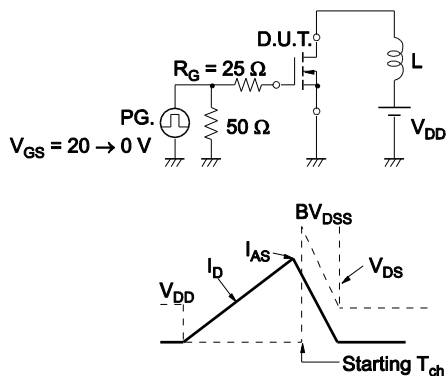 D.U.T.
R_G = 25 Ω
L
PG.
50 Ω
V_DD
V_GS = 20 → 0 V
BV_DSS
I_AS
I_D
V_DS
V_DD
Starting T_ch